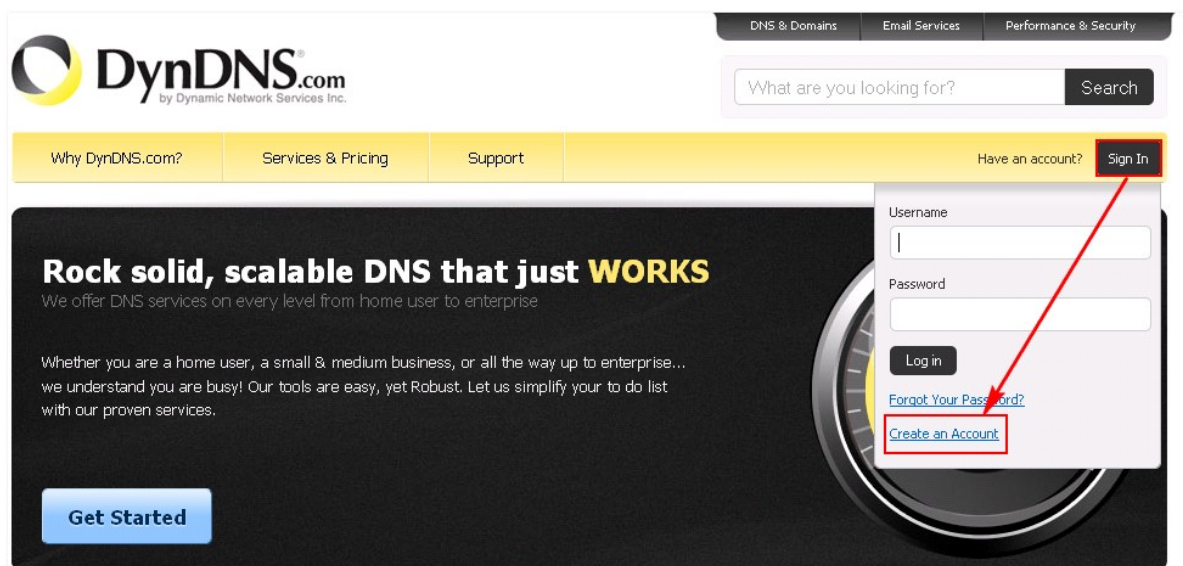 DNS & Domains
Email Services
Performance & Security
DynDNS.com
by Dynamic Network Services Inc.
What are you looking for?
Search
Why DynDNS.com?
Services & Pricing
Support
Have an account?
Sign In
Username
Password
Log in
Forgot Your Password?
Create an Account
Rock solid, scalable DNS that just WORKS
We offer DNS services on every level from home user to enterprise
Whether you are a home user, a small & medium business, or all the way up to enterprise...
we understand you are busy! Our tools are easy, yet Robust. Let us simplify your to do list
with our proven services.
Get Started